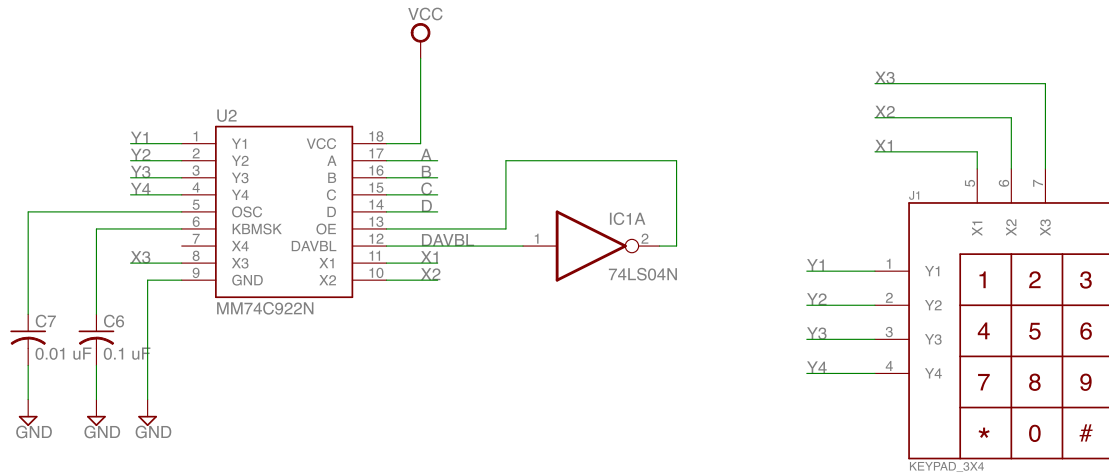 VCC
U2
Y1 1 Y1 VCC 18
Y2 2 Y2 A 17 A
Y3 3 Y3 B 16 B
Y4 4 Y4 C 15 C
5 OSC D 14 D
6 KBMSK OE 13
7 X4 DAVBL 12 DAVBL
X3 8 X3 X1 11 X1
9 GND X2 10 X2
MM74C922N
IC1A
1 2
74LS04N
C7
0.01 uF
C6
0.1 uF
GND
GND
GND
X3
X2
X1
5 6 7
J1
X1 X2 X3
Y1 1 Y1
Y2 2 Y2
Y3 3 Y3
Y4 4 Y4
1 2 3
4 5 6
7 8 9
* 0 #
KEYPAD_3X4